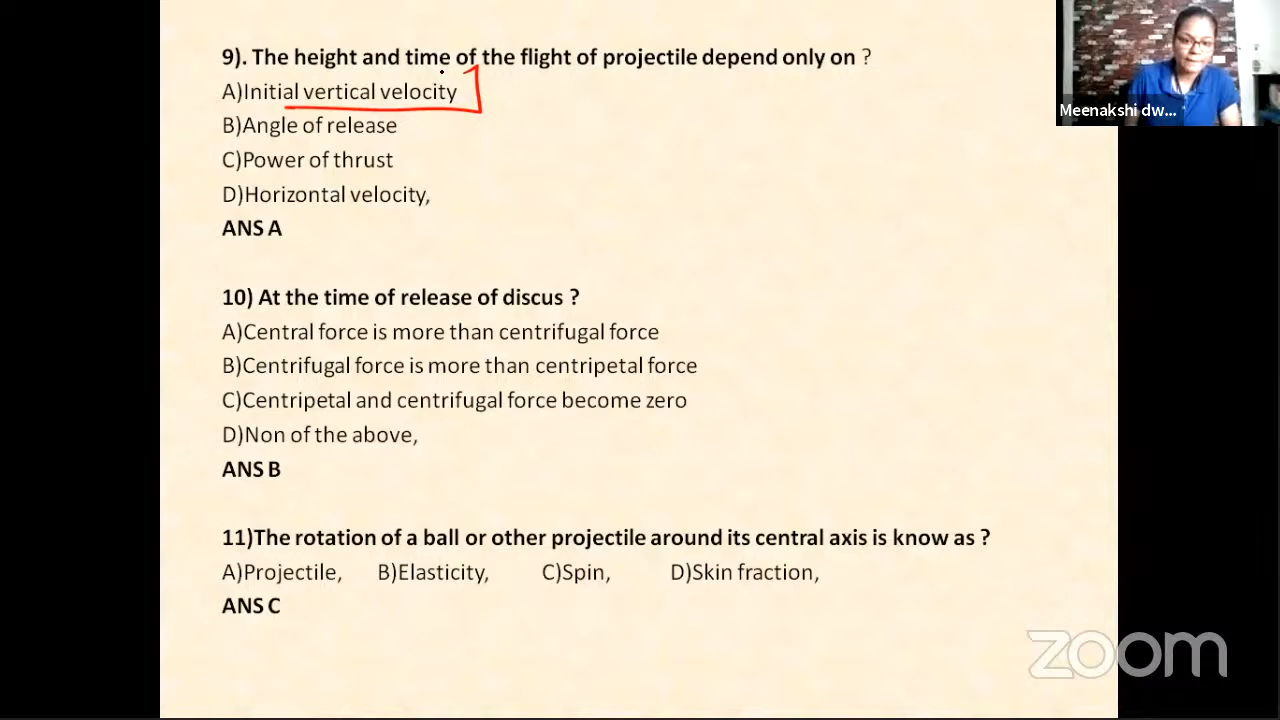 9). The height and time of the flight of projectile depend only on ?
A)Initial vertical velocity
B)Angle of release
C)Power of thrust
D)Horizontal velocity,
ANS A
10) At the time of release of discus ?
A)Central force is more than centrifugal force
B)Centrifugal force is more than centripetal force
C)Centripetal and centrifugal force become zero
D)Non of the above,
ANS B
11)The rotation of a ball or other projectile around its central axis is know as ?
A)Projectile, B)Elasticity, C)Spin, D)Skin fraction,
ANS C
Meenakshi dw...
zoom